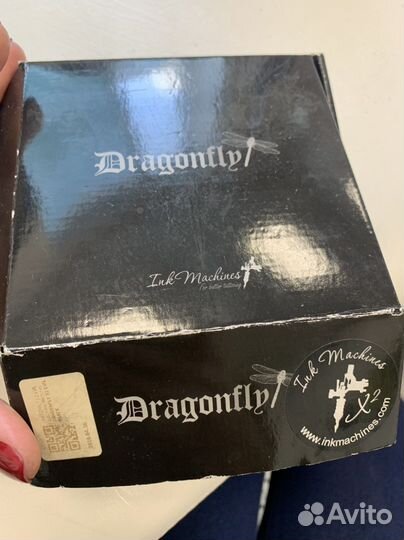 Dragonfly
Ink Machines
For better tattooing
Dragonfly
Ink Machines
X2
www.inkmachines.com
Avito